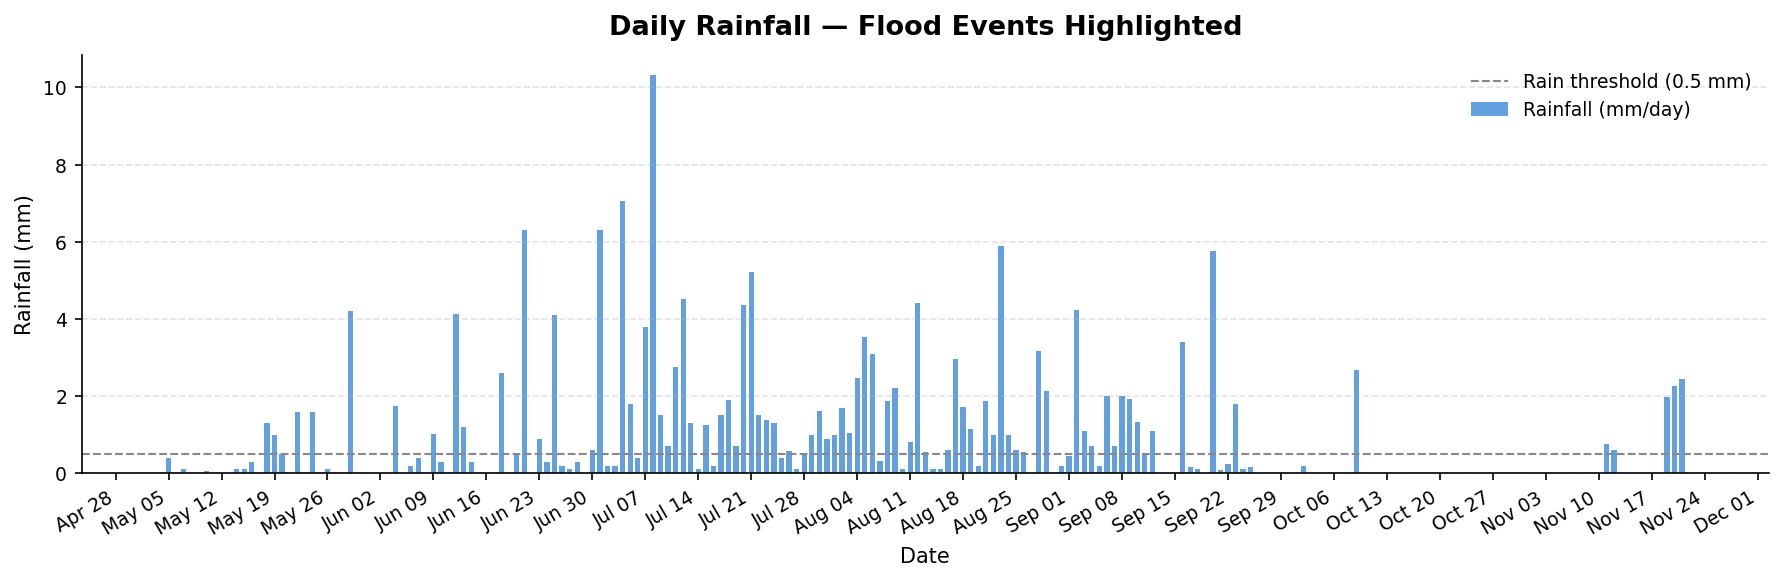 Daily Rainfall — Flood Events Highlighted
Rain threshold (0.5 mm)
Rainfall (mm/day)
Rainfall (mm)
10
8
6
4
2
0
Apr 28
May 05
May 12
May 19
May 26
Jun 02
Jun 09
Jun 16
Jun 23
Jun 30
Jul 07
Jul 14
Jul 21
Jul 28
Aug 04
Aug 11
Aug 18
Aug 25
Sep 01
Sep 08
Sep 15
Sep 22
Sep 29
Oct 06
Oct 13
Oct 20
Oct 27
Nov 03
Nov 10
Nov 17
Nov 24
Dec 01
Date